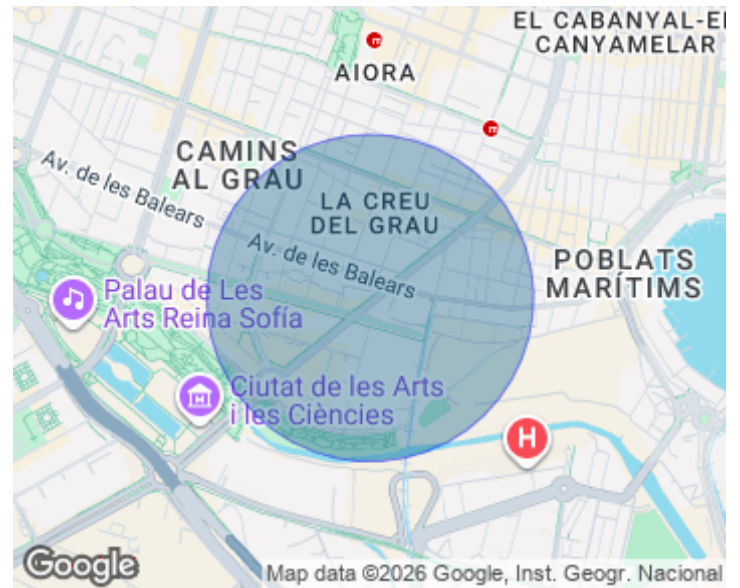 EL CABANYAL-EL
CANYAMELAR
AIORA
CAMINS
AL GRAU
Av. de les Balears
LA CREU
DEL GRAU
Av. de les Balears
POBLATS
MARÍTIMS
Palau de Les
Arts Reina Sofía
Ciutat de les Arts
i les Ciències
H
Google
Map data ©2026 Google, Inst. Geogr. Nacional